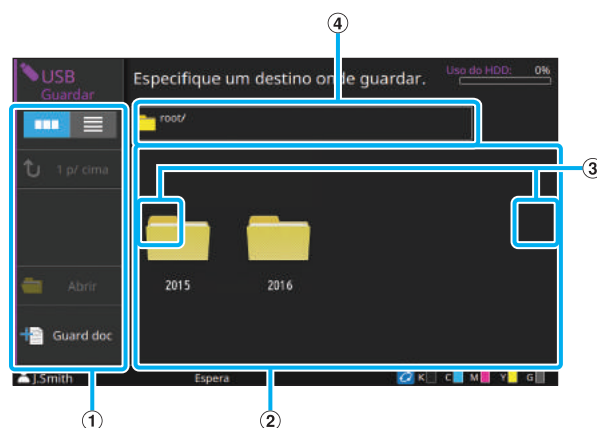 ④
USB
Guardar
Especifique um destino onde guardar.
Uso do HDD: 0%
root/
1 p/ cima
③
2015
2016
Abrir
Guard doc
J.Smith
Espera
K C M Y G
①
②